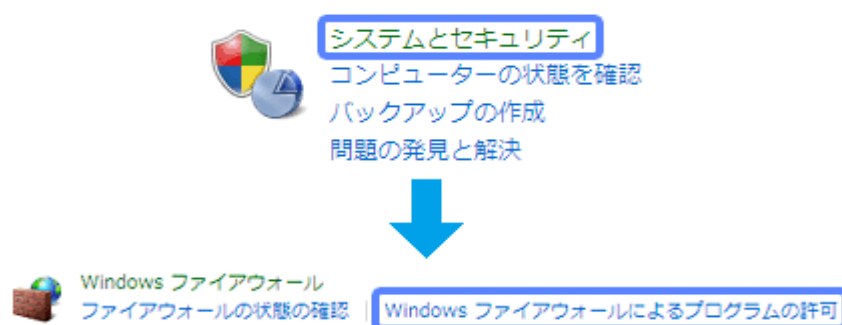 システムとセキュリティ
コンピューターの状態を確認
バックアップの作成
問題の発見と解決
Windows ファイアウォール
ファイアウォールの状態の確認 | Windows ファイアウォールによるプログラムの許可